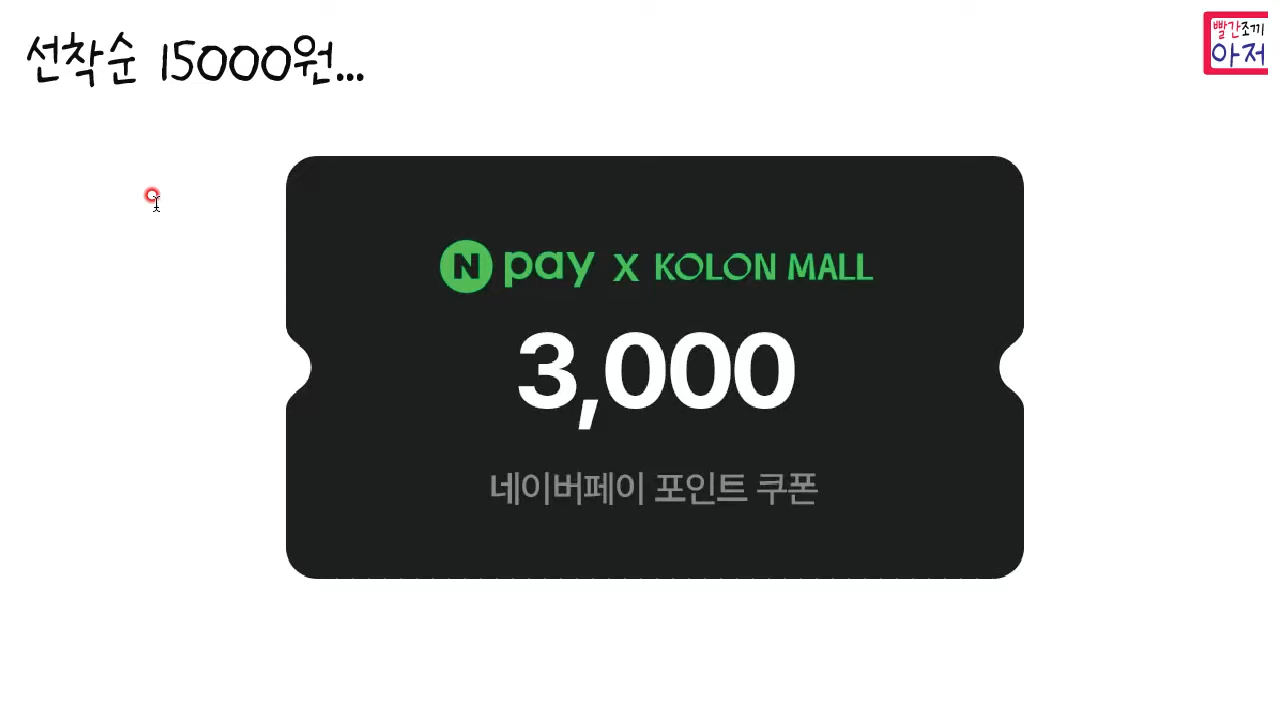 선착순 15000원...
빨간조끼
아저
N pay X KOLON MALL
3,000
네이버페이 포인트 쿠폰